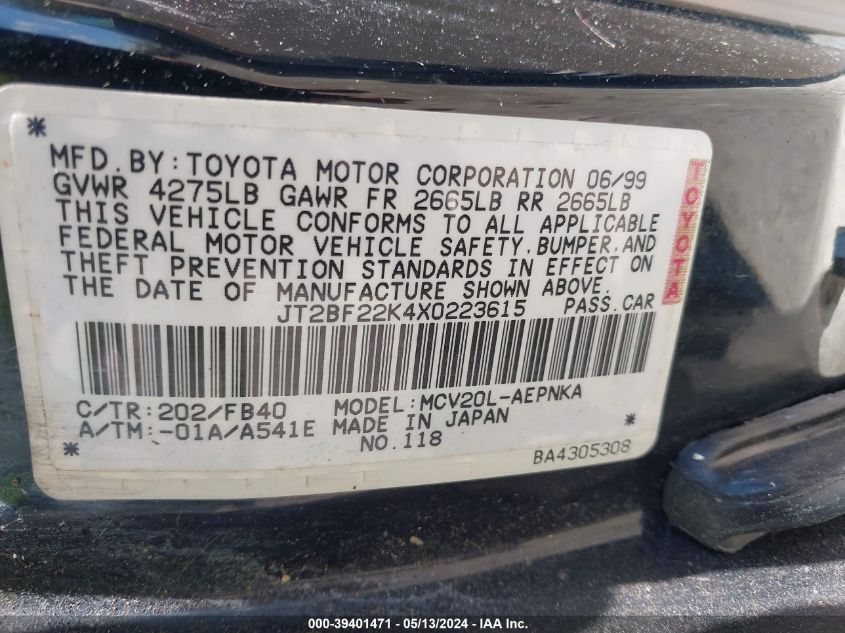 MFD.BY:TOYOTA MOTOR CORPORATION 06/99
GVWR 4275LB GAWR FR 2665LB RR 2665LB
THIS VEHICLE CONFORMS TO ALL APPLICABLE
FEDERAL MOTOR VEHICLE SAFETY,BUMPER,AND
THEFT PREVENTION STANDARDS IN EFFECT ON
THE DATE OF MANUFACTURE SHOWN ABOVE.
JT2BF22K4X0223615 PASS.CAR
TOYOTA
C/TR:202/FB40 MODEL:MCV20L-AEPNKA
A/TM:-01A/A541E MADE IN JAPAN
NO.118
BA4305308
000-39401471 - 05/13/2024 - IAA Inc.